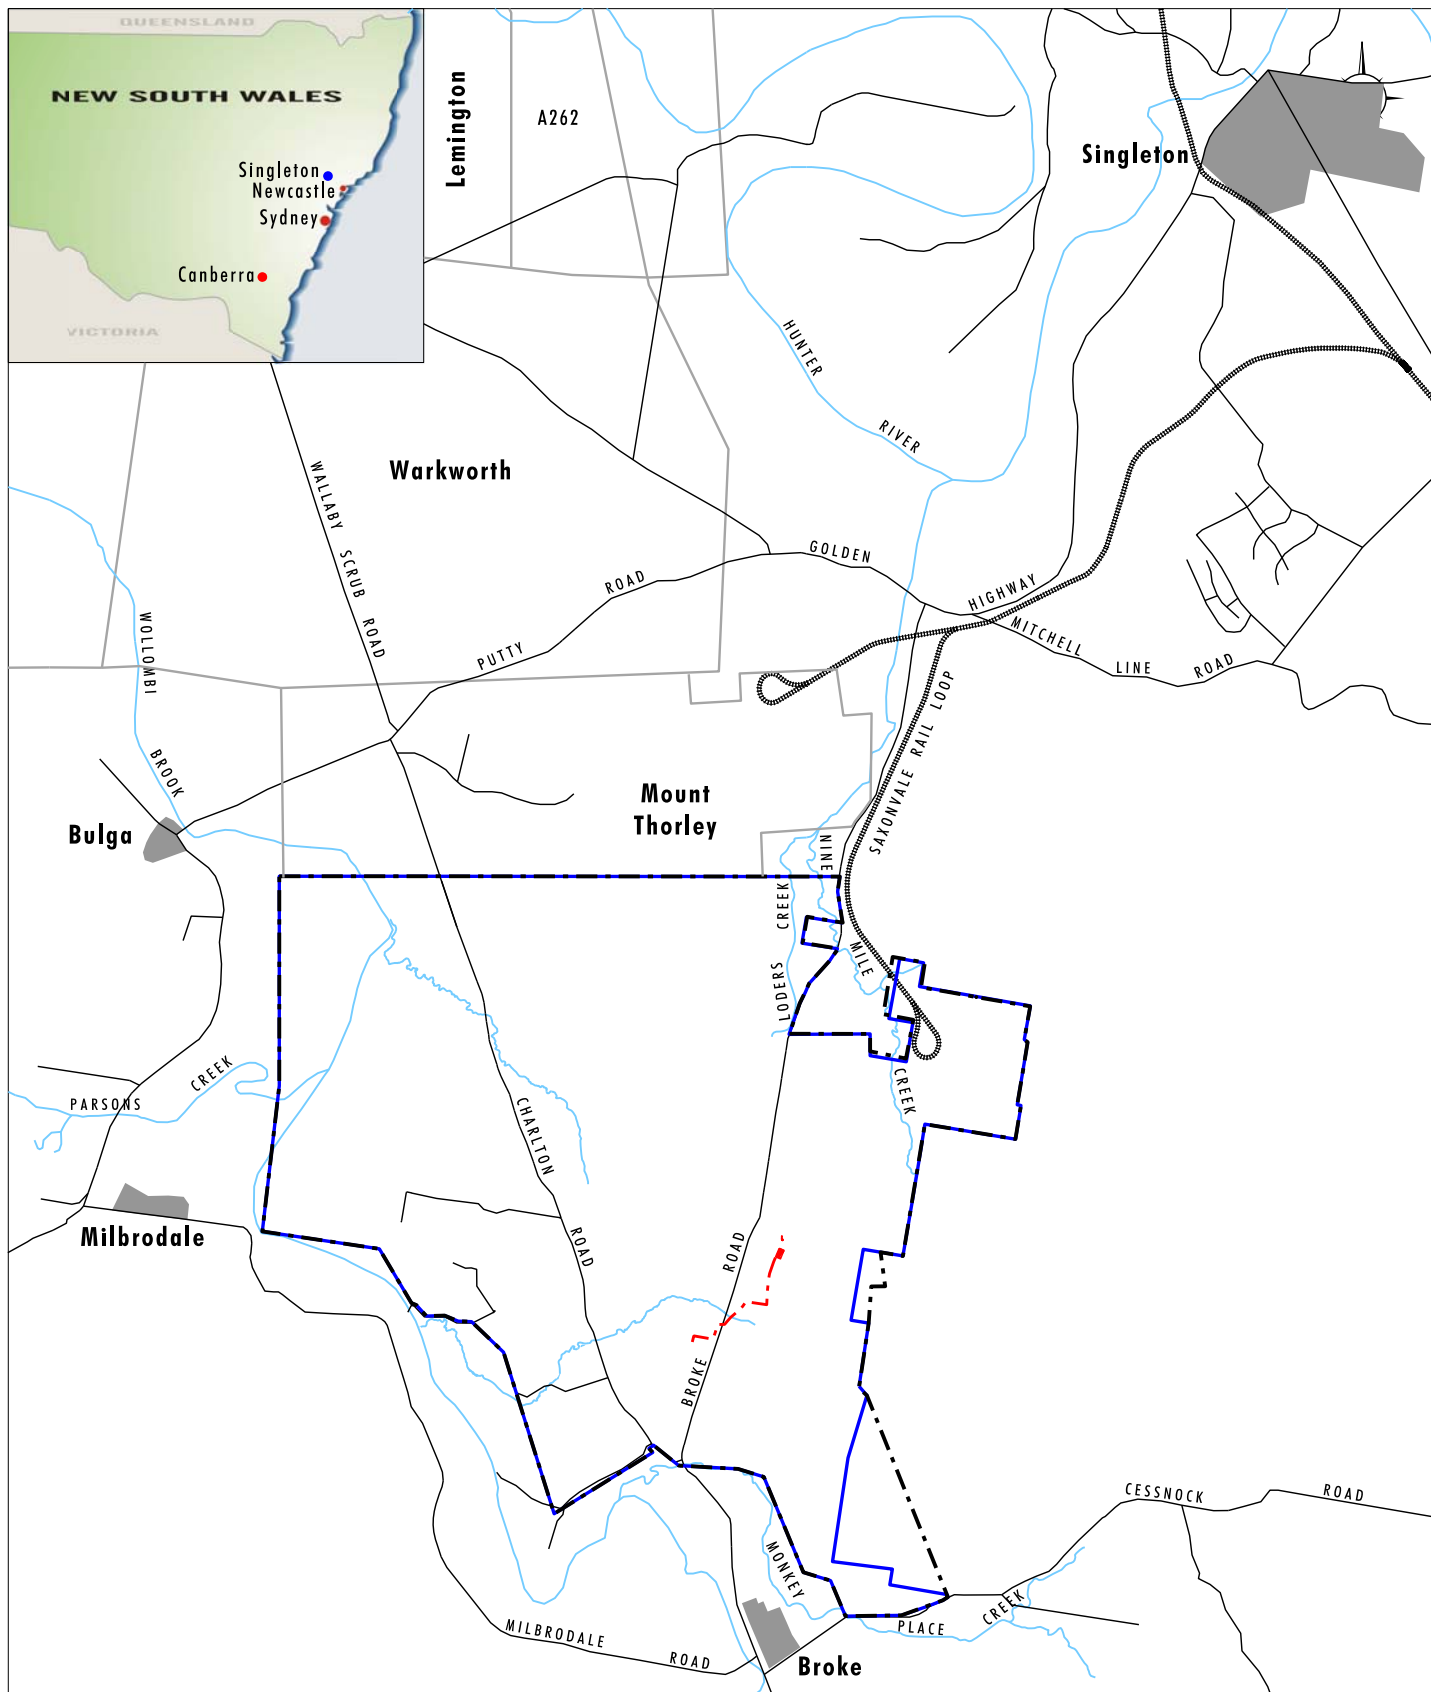 QUEENSLAND
NEW SOUTH WALES
Singleton
Newcastle
Sydney
Canberra
VICTORIA
Lemington
A262
Singleton
HUNTER
RIVER
Warkworth
WALLABY SCRUB ROAD
GOLDEN
HIGHWAY
PUTTY
ROAD
MITCHELL
LINE
ROAD
WOLLOMBI
BROOK
SAXONVALE RAIL LOOP
Mount
Thorley
Bulga
NINE
MILE
CREEK
LODERS
CREEK
PARSONS
CREEK
CHARLTON
ROAD
Milbrodale
BROKE
ROAD
CESSNOCK
ROAD
MONKEY
PLACE
CREEK
MILBRODALE
ROAD
Broke